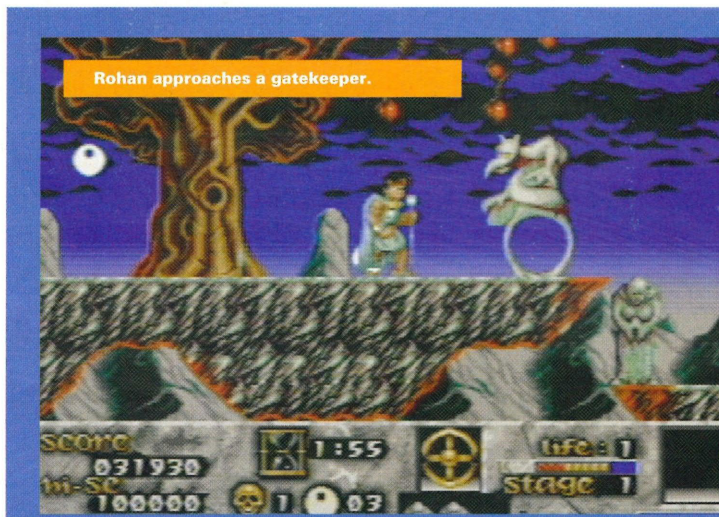 Rohan approaches a gatekeeper.
score
031930
1:55
life: 1
hi-sc
100000
1
03
stage 1